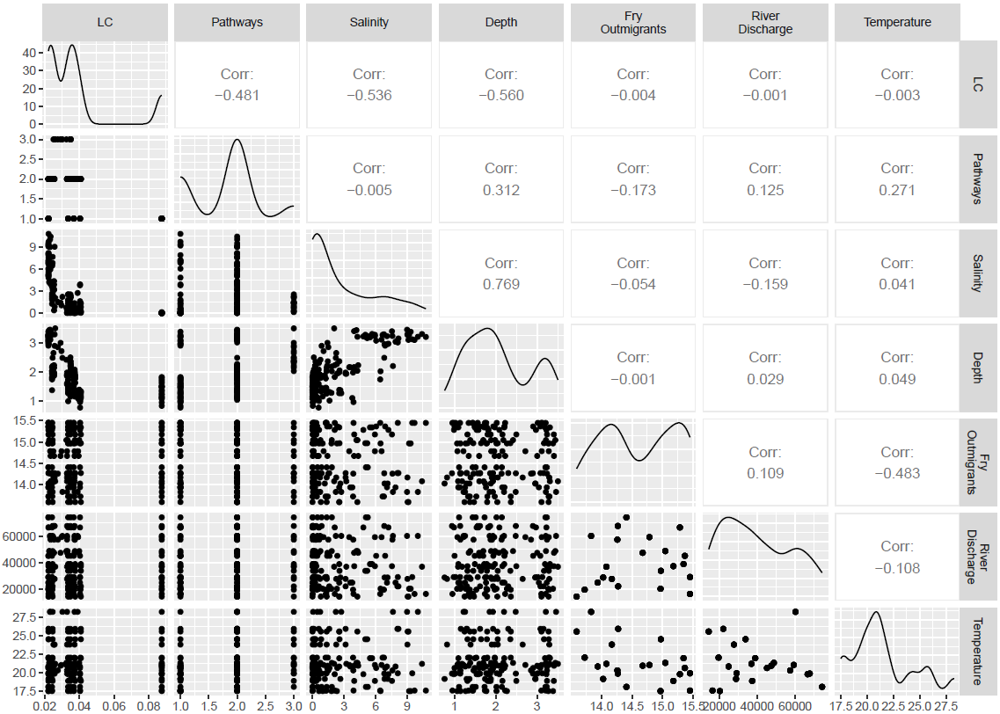 LC Pathways Salinity Depth Fry Outmigrants River Discharge Temperature
40
30
20
10
0
Corr: −0.481
Corr: −0.536
Corr: −0.560
Corr: −0.004
Corr: −0.001
Corr: −0.003
LC
3.0
2.5
2.0
1.5
1.0
Corr: −0.005
Corr: 0.312
Corr: −0.173
Corr: 0.125
Corr: 0.271
Pathways
9
6
3
0
Corr: 0.769
Corr: −0.054
Corr: −0.159
Corr: 0.041
Salinity
3
2
1
Corr: −0.001
Corr: 0.029
Corr: 0.049
Depth
15.5
15.0
14.5
14.0
Corr: 0.109
Corr: −0.483
Fry
Outmigrants
60000
40000
20000
Corr: −0.108
River
Discharge
27.5
25.0
22.5
20.0
17.5
Temperature
0.02 0.04 0.06 0.08 1.0 1.5 2.0 2.5 3.0 0 3 6 9 1 2 3 14.0 14.5 15.0 15.5 20000 40000 60000 17.5 20.0 22.5 25.0 27.5